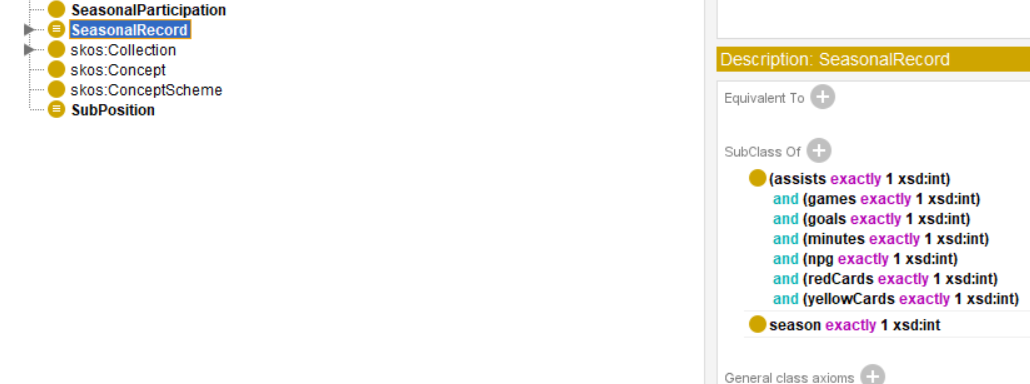 SeasonalParticipation
SeasonalRecord
skos:Collection
skos:Concept
skos:ConceptScheme
SubPosition
Description: SeasonalRecord
Equivalent To
SubClass Of
(assists exactly 1 xsd:int)
and (games exactly 1 xsd:int)
and (goals exactly 1 xsd:int)
and (minutes exactly 1 xsd:int)
and (npg exactly 1 xsd:int)
and (redCards exactly 1 xsd:int)
and (yellowCards exactly 1 xsd:int)
season exactly 1 xsd:int
General class axioms